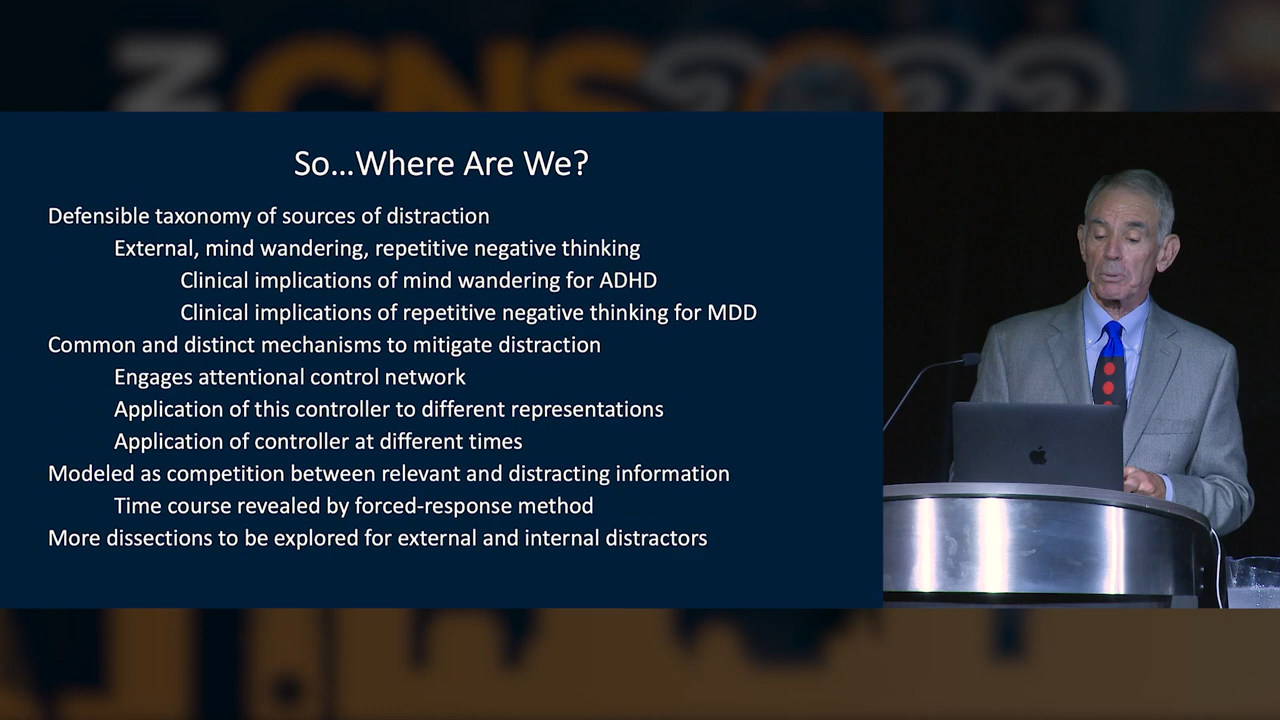 CNS 2022
So...Where Are We?
Defensible taxonomy of sources of distraction
External, mind wandering, repetitive negative thinking
Clinical implications of mind wandering for ADHD
Clinical implications of repetitive negative thinking for MDD
Common and distinct mechanisms to mitigate distraction
Engages attentional control network
Application of this controller to different representations
Application of controller at different times
Modeled as competition between relevant and distracting information
Time course revealed by forced-response method
More dissections to be explored for external and internal distractors